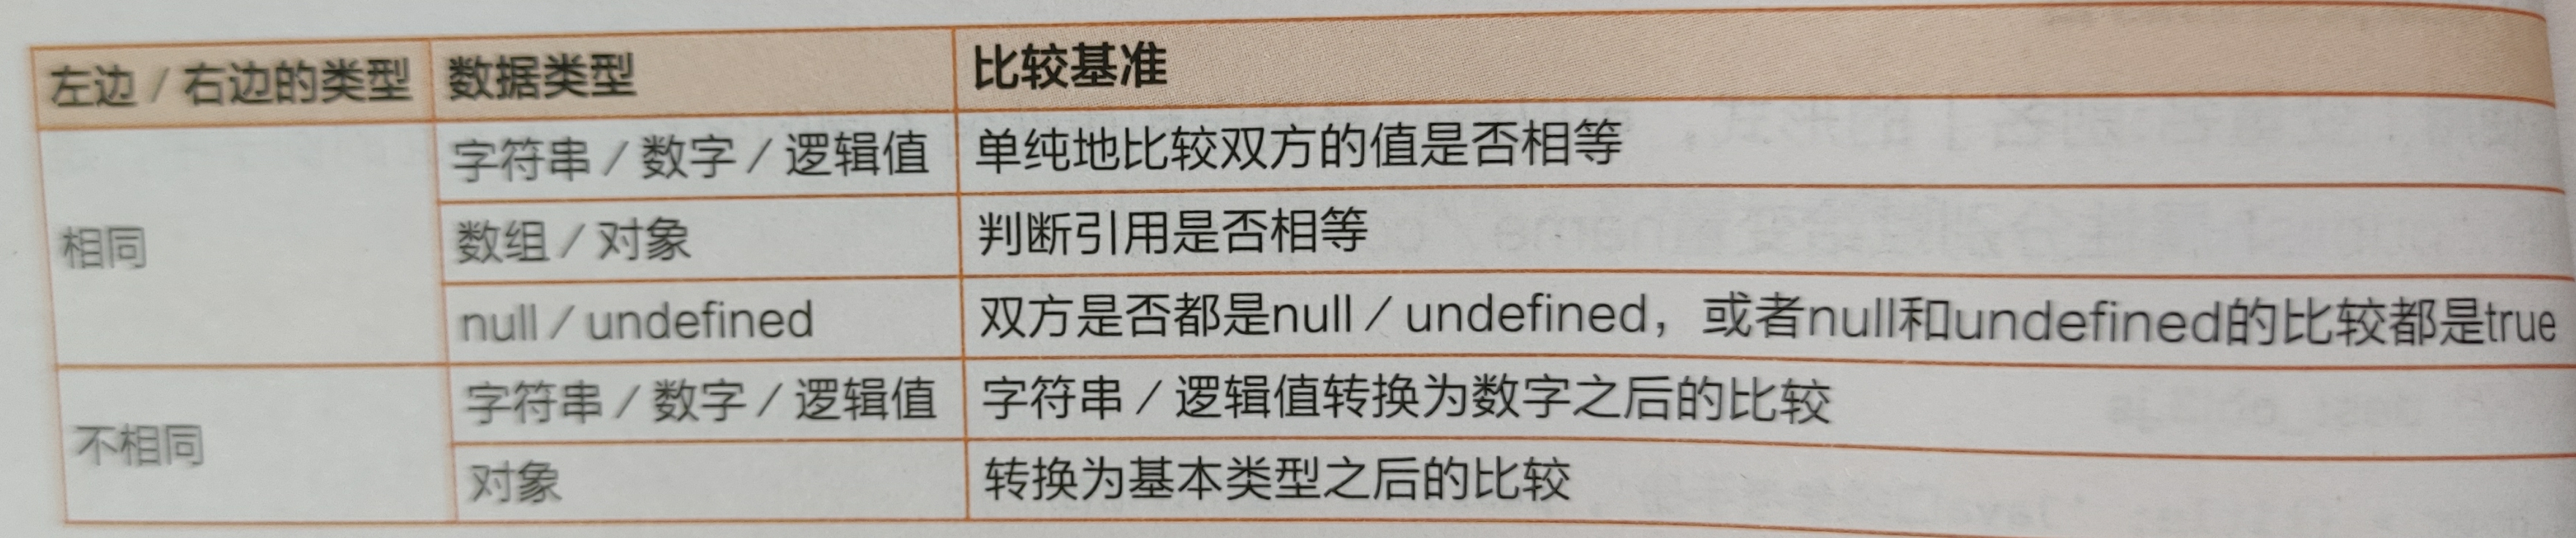 左边 / 右边的类型 数据类型 比较基准
相同 字符串 / 数字 / 逻辑值 单纯地比较双方的值是否相等
数组 / 对象 判断引用是否相等
null / undefined 双方是否都是null / undefined，或者null和undefined的比较都是true
不相同 字符串 / 数字 / 逻辑值 字符串 / 逻辑值转换为数字之后的比较
对象 转换为基本类型之后的比较